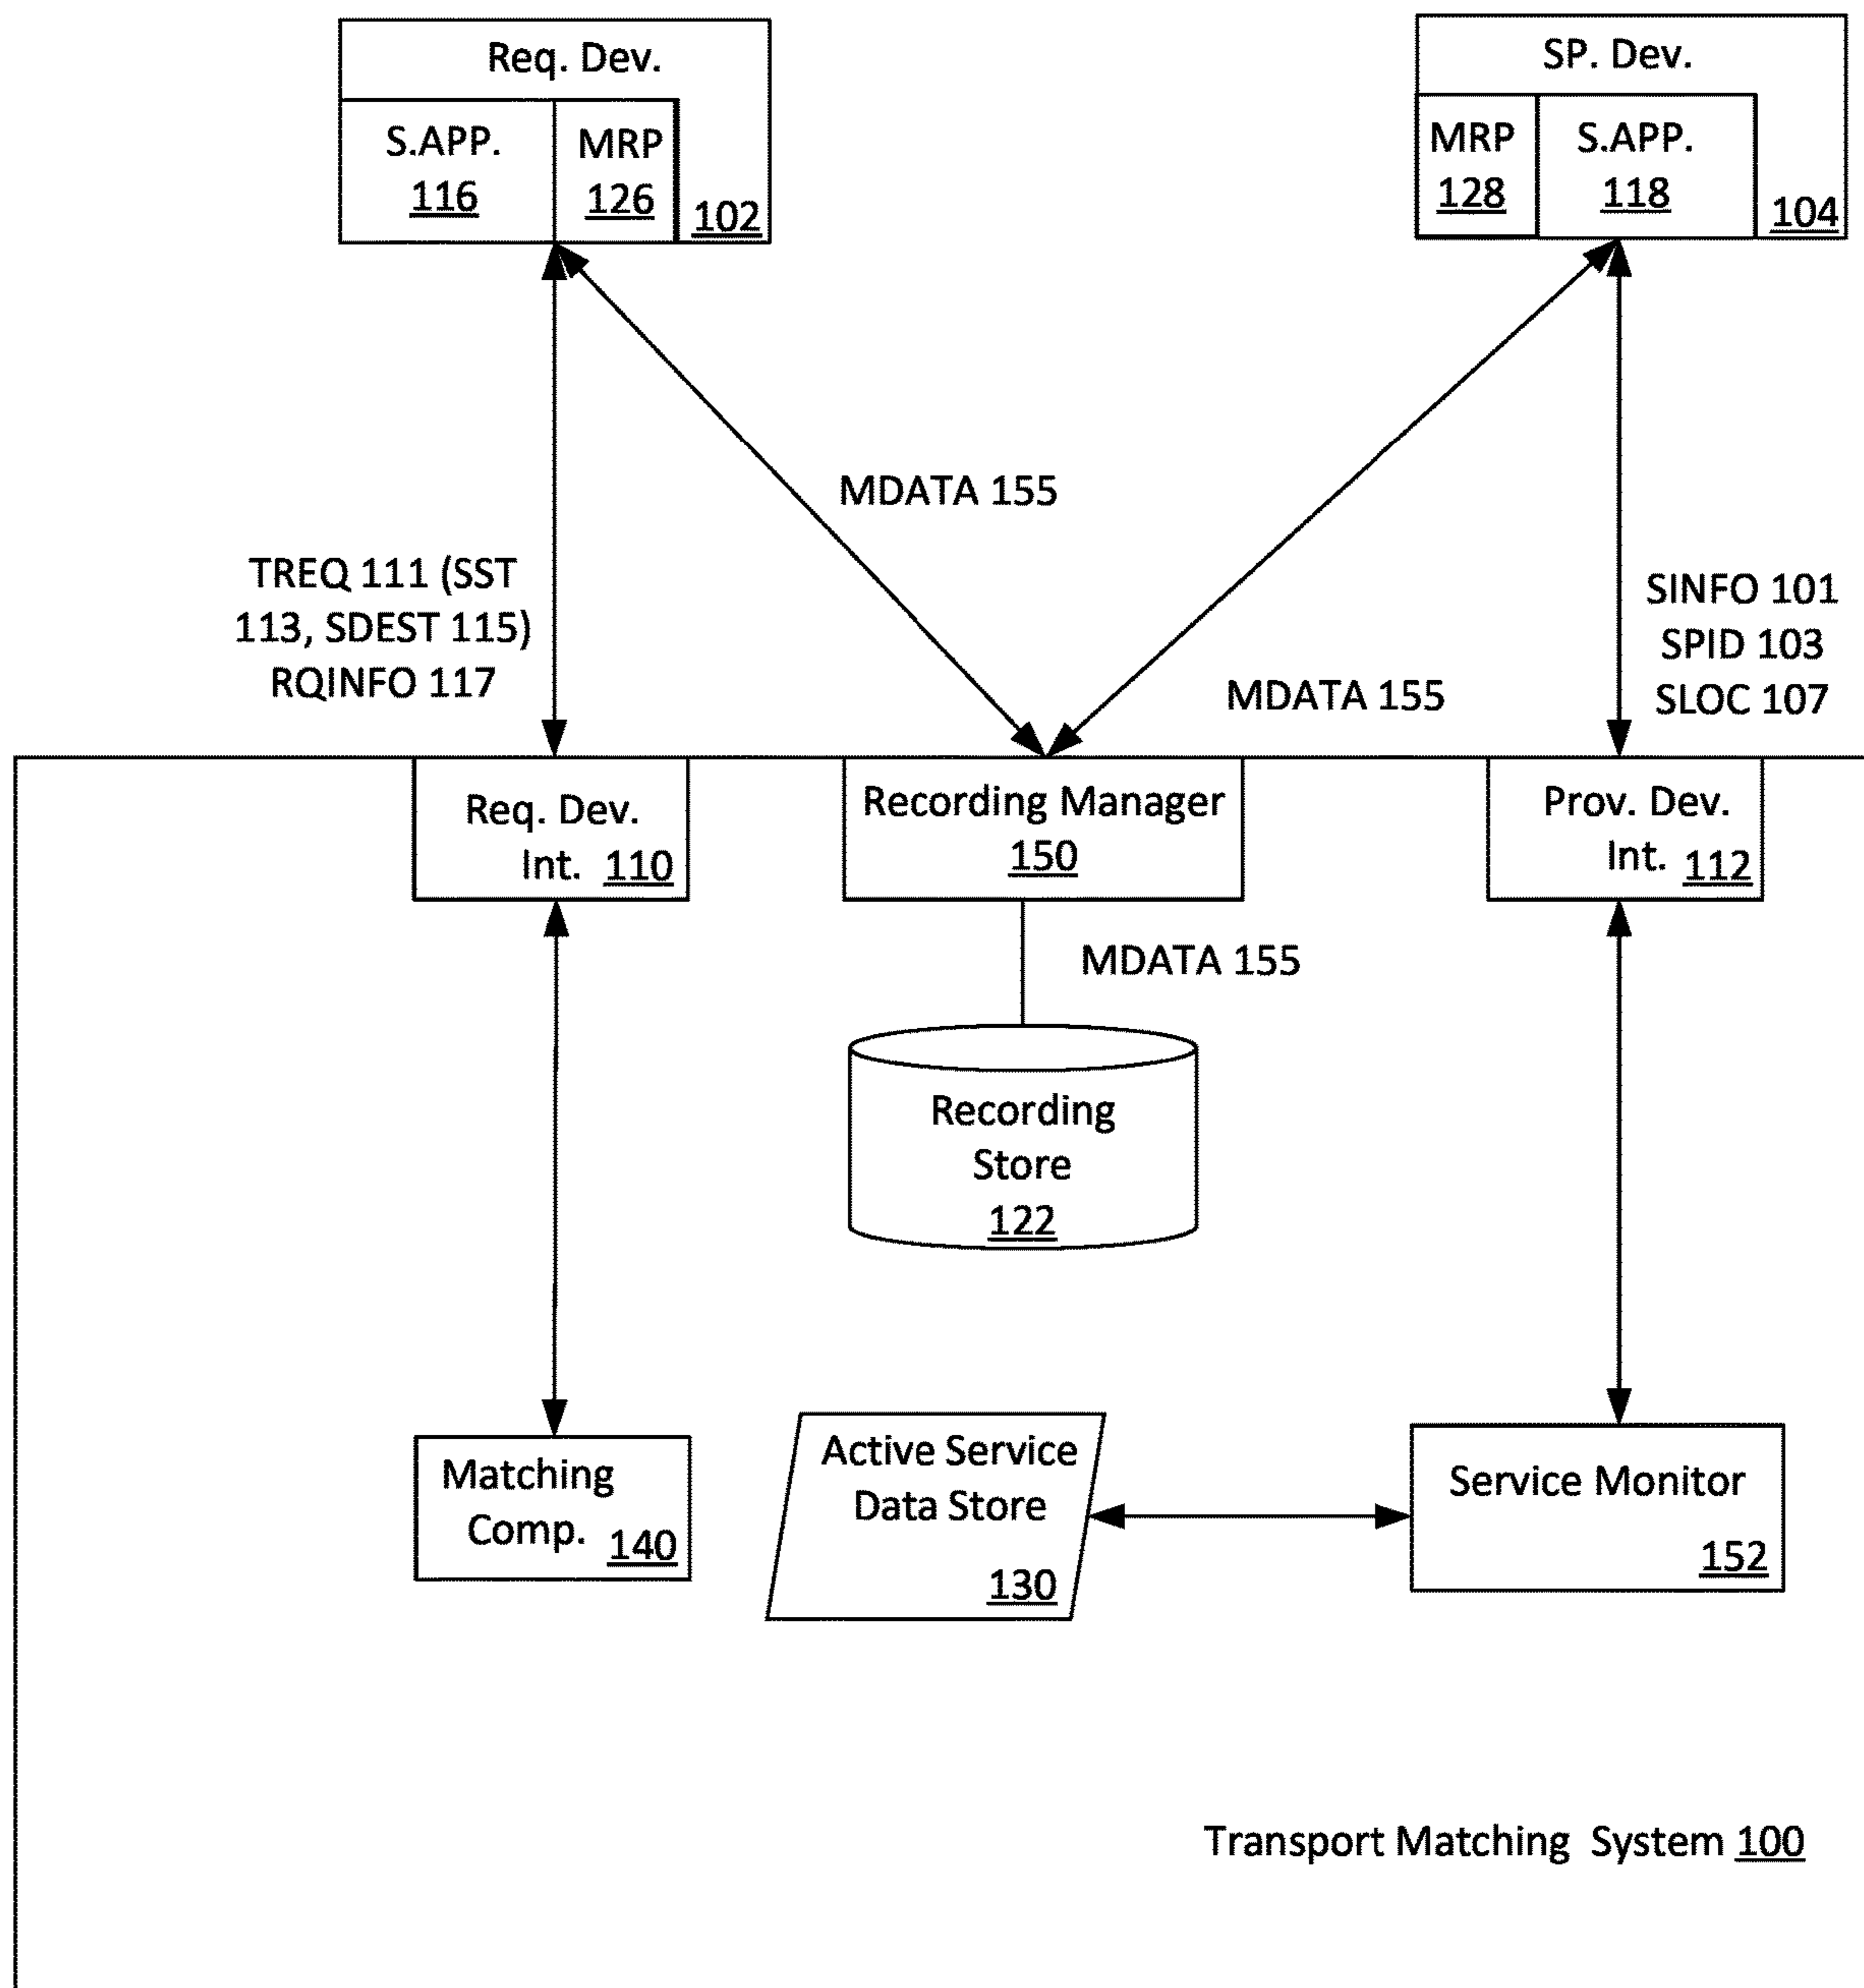 Req. Dev.
S.APP.
116
MRP
126
102
SP. Dev.
MRP
128
S.APP.
118
104
MDATA 155
TREQ 111 (SST
113, SDEST 115)
RQINFO 117
SINFO 101
SPID 103
SLOC 107
MDATA 155
Req. Dev.
Int. 110
Recording Manager
150
Prov. Dev.
Int. 112
MDATA 155
Recording
Store
122
Matching
Comp. 140
Active Service
Data Store
130
Service Monitor
152
Transport Matching System 100